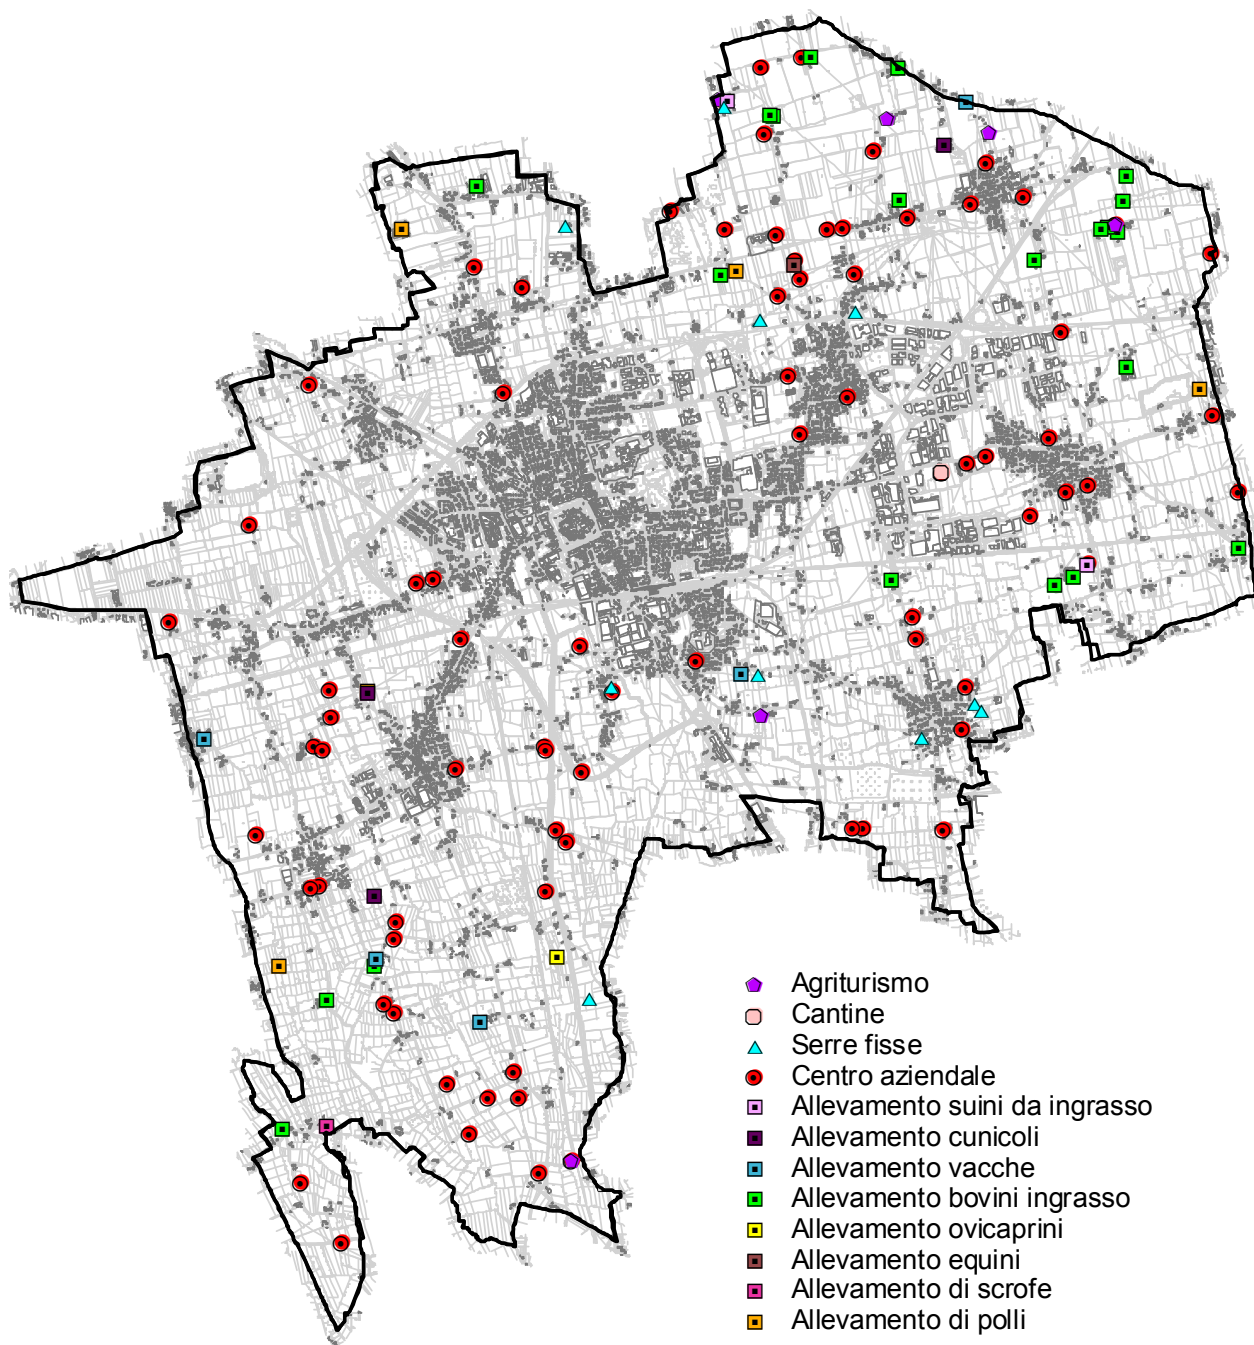 Agriturismo
Cantine
Serre fisse
Centro aziendale
Allevamento suini da ingrasso
Allevamento cunicoli
Allevamento vacche
Allevamento bovini ingrasso
Allevamento ovicaprini
Allevamento equini
Allevamento di scrofe
Allevamento di polli